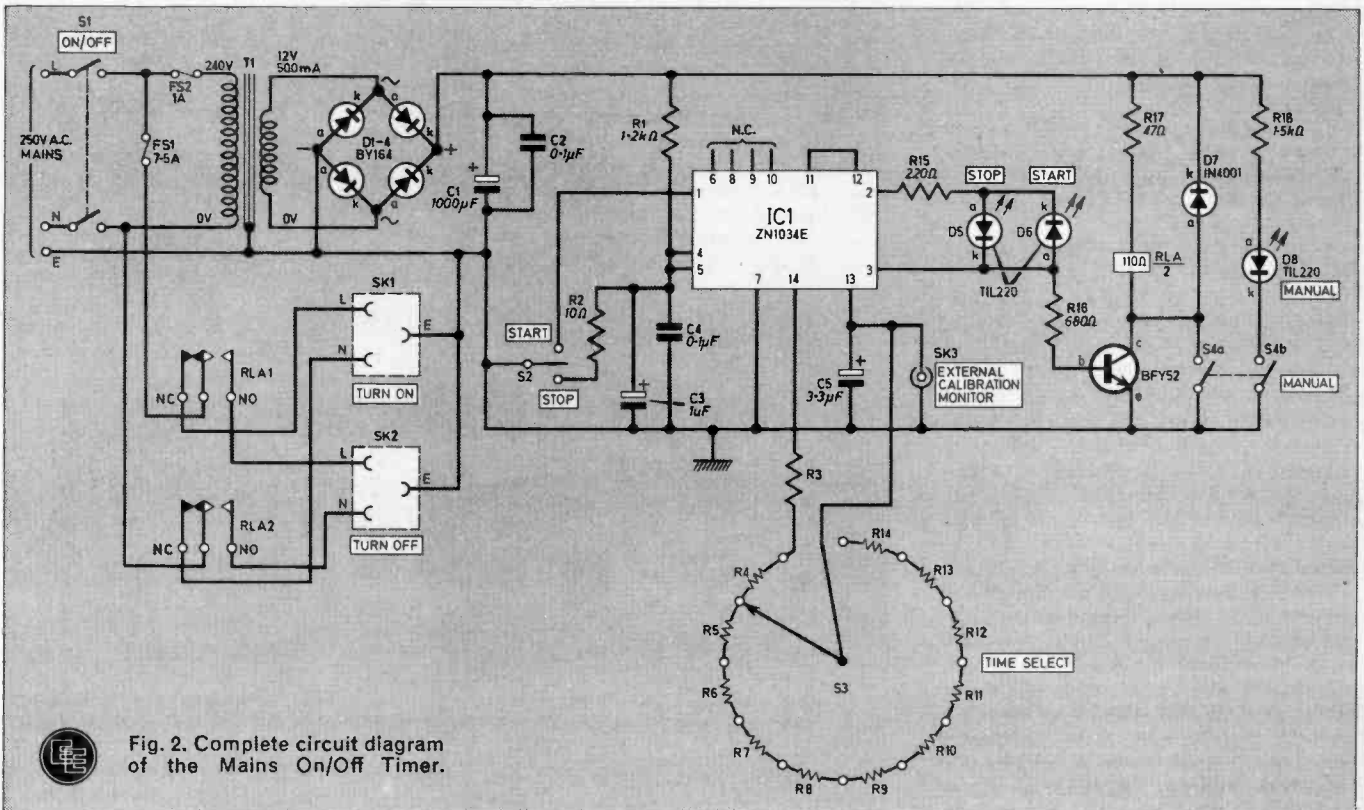 S1
ON/OFF
L
N
E
250V A.C.
MAINS
FS2
1A
FS1
7·5A
240V
0V
T1
12V
500mA
0V
~
~
−
+
k
a
a
k
k
a
a
k
D1-4
BY164
+
C1
1000µF
C2
0·1µF
R1
1·2kΩ
N.C.
6 8 9 10
11 12
1
2
3
4
5
7
14
13
IC1
ZN1034E
R15
220Ω
STOP
START
a
k
D5
k
a
D6
TIL220
R16
680Ω
R17
47Ω
110Ω
RLA
2
k
D7
IN4001
a
R18
1·5kΩ
a
D8
TIL220
k
MANUAL
b
c
e
BFY52
S4a
S4b
MANUAL
START
S2
STOP
R2
10Ω
+
C3
1uF
C4
0·1µF
+
C5
3·3µF
SK3
EXTERNAL
CALIBRATION
MONITOR
SK1
L
E
N
TURN ON
SK2
L
E
N
TURN OFF
RLA1
NC
NO
RLA2
NC
NO
R3
R4
R5
R6
R7
R8
R9
R10
R11
R12
R13
R14
S3
TIME SELECT
EE
Fig. 2. Complete circuit diagram
of the Mains On/Off Timer.